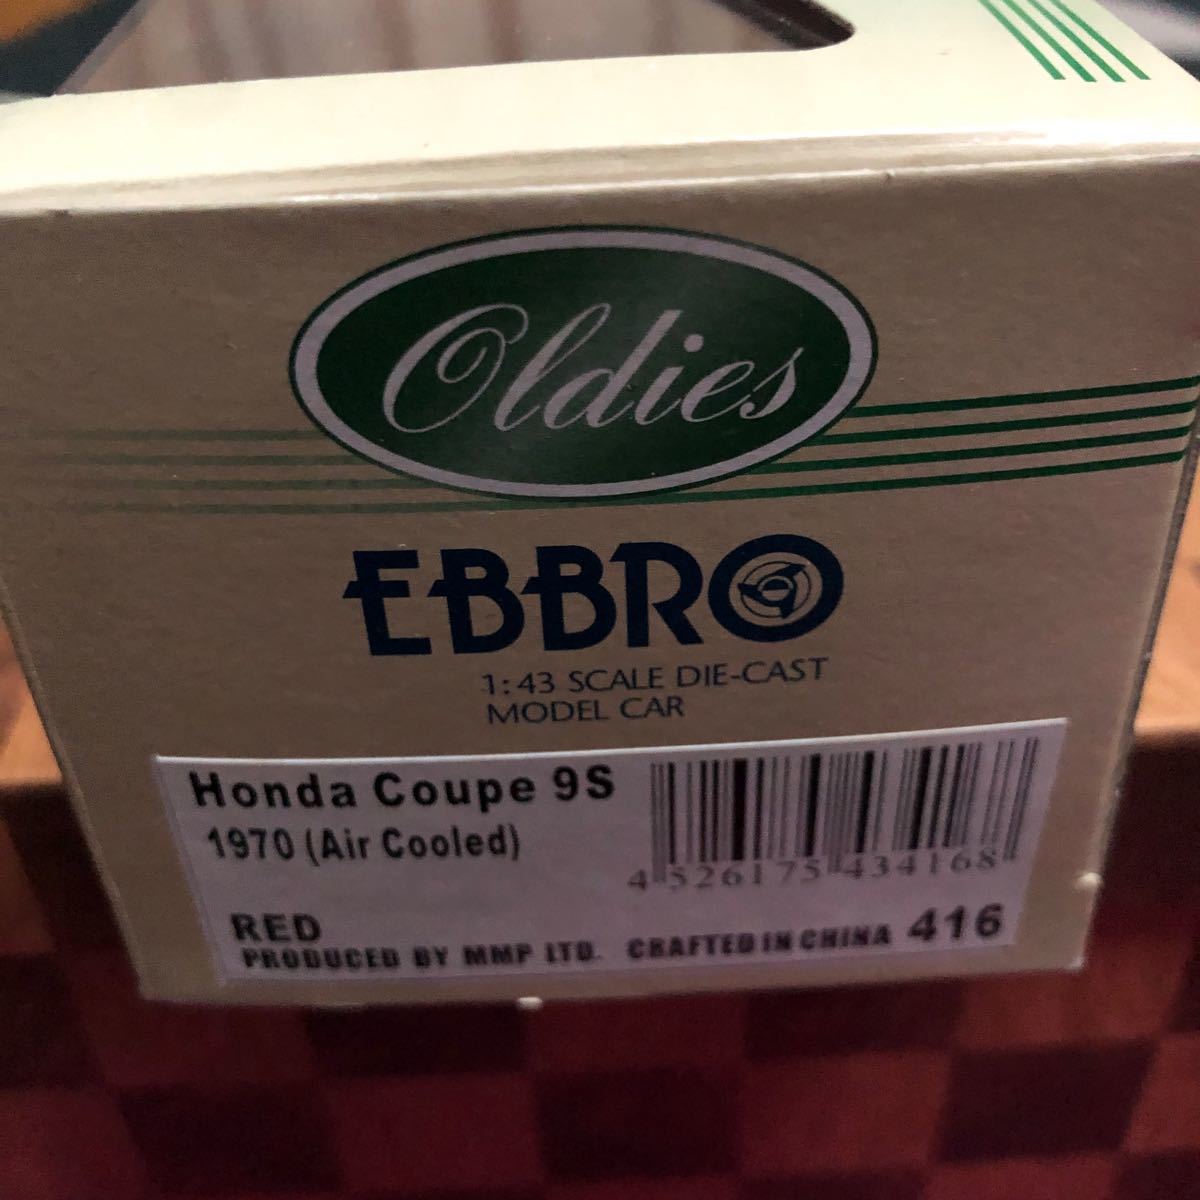 Oldies
EBBRO
1:43 SCALE DIE-CAST
MODEL CAR
Honda Coupe 9S
1970 (Air Cooled)
4 526175 434168
RED
PRODUCED BY MMP LTD. CRAFTED IN CHINA 416